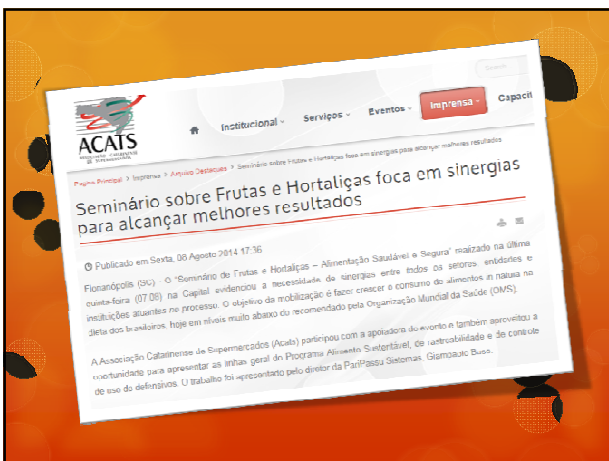 Search
ACATS
ASSOCIAÇÃO CATARINENSE
DE SUPERMERCADOS
Institucional Serviços Eventos Imprensa Capacit
Página Principal > Imprensa > Arquivo Destaques > Seminário sobre Frutas e Hortaliças foca em sinergias para alcançar melhores resultados
Seminário sobre Frutas e Hortaliças foca em sinergias
para alcançar melhores resultados
Publicado em Sexta, 08 Agosto 2014 17:36
Florianópolis (SC) - O "Seminário de Frutas e Hortaliças – Alimentação Saudável e Segura" realizado na última
quinta-feira (07.08) na Capital evidenciou a necessidade de sinergias entre todos os setores, entidades e
instituições atuantes no processo. O objetivo da mobilização é fazer crescer o consumo de alimentos in natura na
dieta dos brasileiros, hoje em níveis muito abaixo do recomendado pela Organização Mundial da Saúde (OMS).
A Associação Catarinense de Supermercados (Acats) participou com a apoiadora do evento e também aproveitou a
oportunidade para apresentar as linhas geral do Programa Alimento Sustentável, de rastreabilidade e de controle
de uso de defensivos. O trabalho foi apresentado pelo diretor da PariPassu Sistemas, Giampaolo Buso.